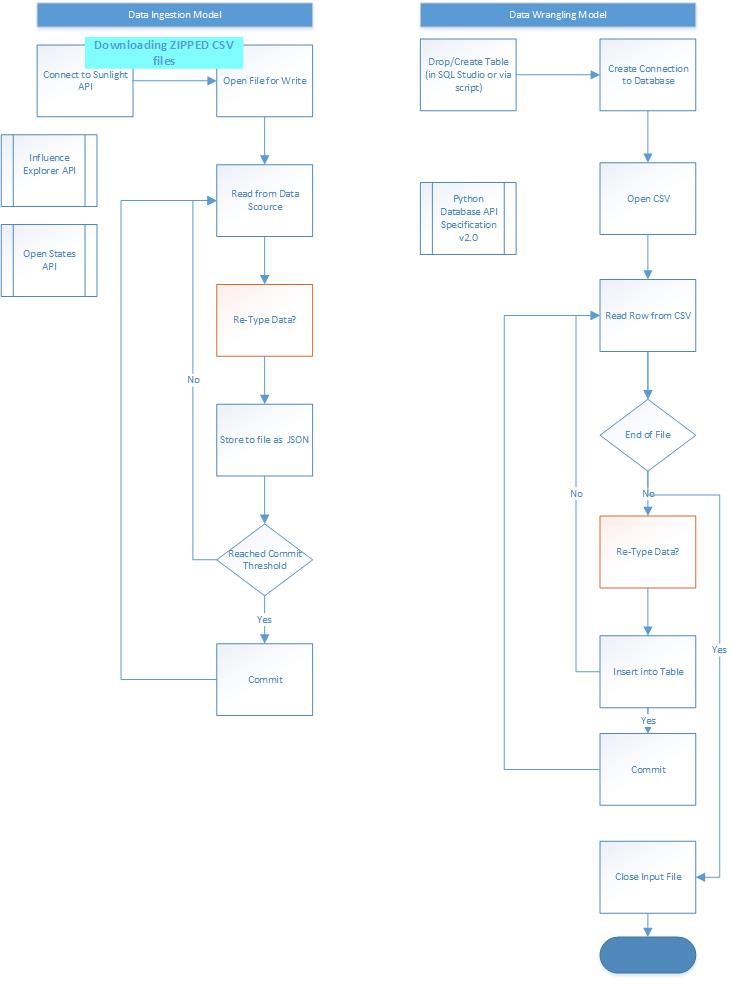 Data Ingestion Model
Downloading ZIPPED CSV
files
Connect to Sunlight
API
Open File for Write
Influence
Explorer API
Read from Data
Scource
Open States
API
Re-Type Data?
No
Store to file as JSON
Reached Commit
Threshold
Yes
Commit
Data Wrangling Model
Drop/Create Table
(in SQL Studio or via
script)
Create Connection
to Database
Python
Database API
Specification
v2.0
Open CSV
Read Row from CSV
End of File
No
No
Re-Type Data?
Yes
Insert into Table
Yes
Commit
Close Input File